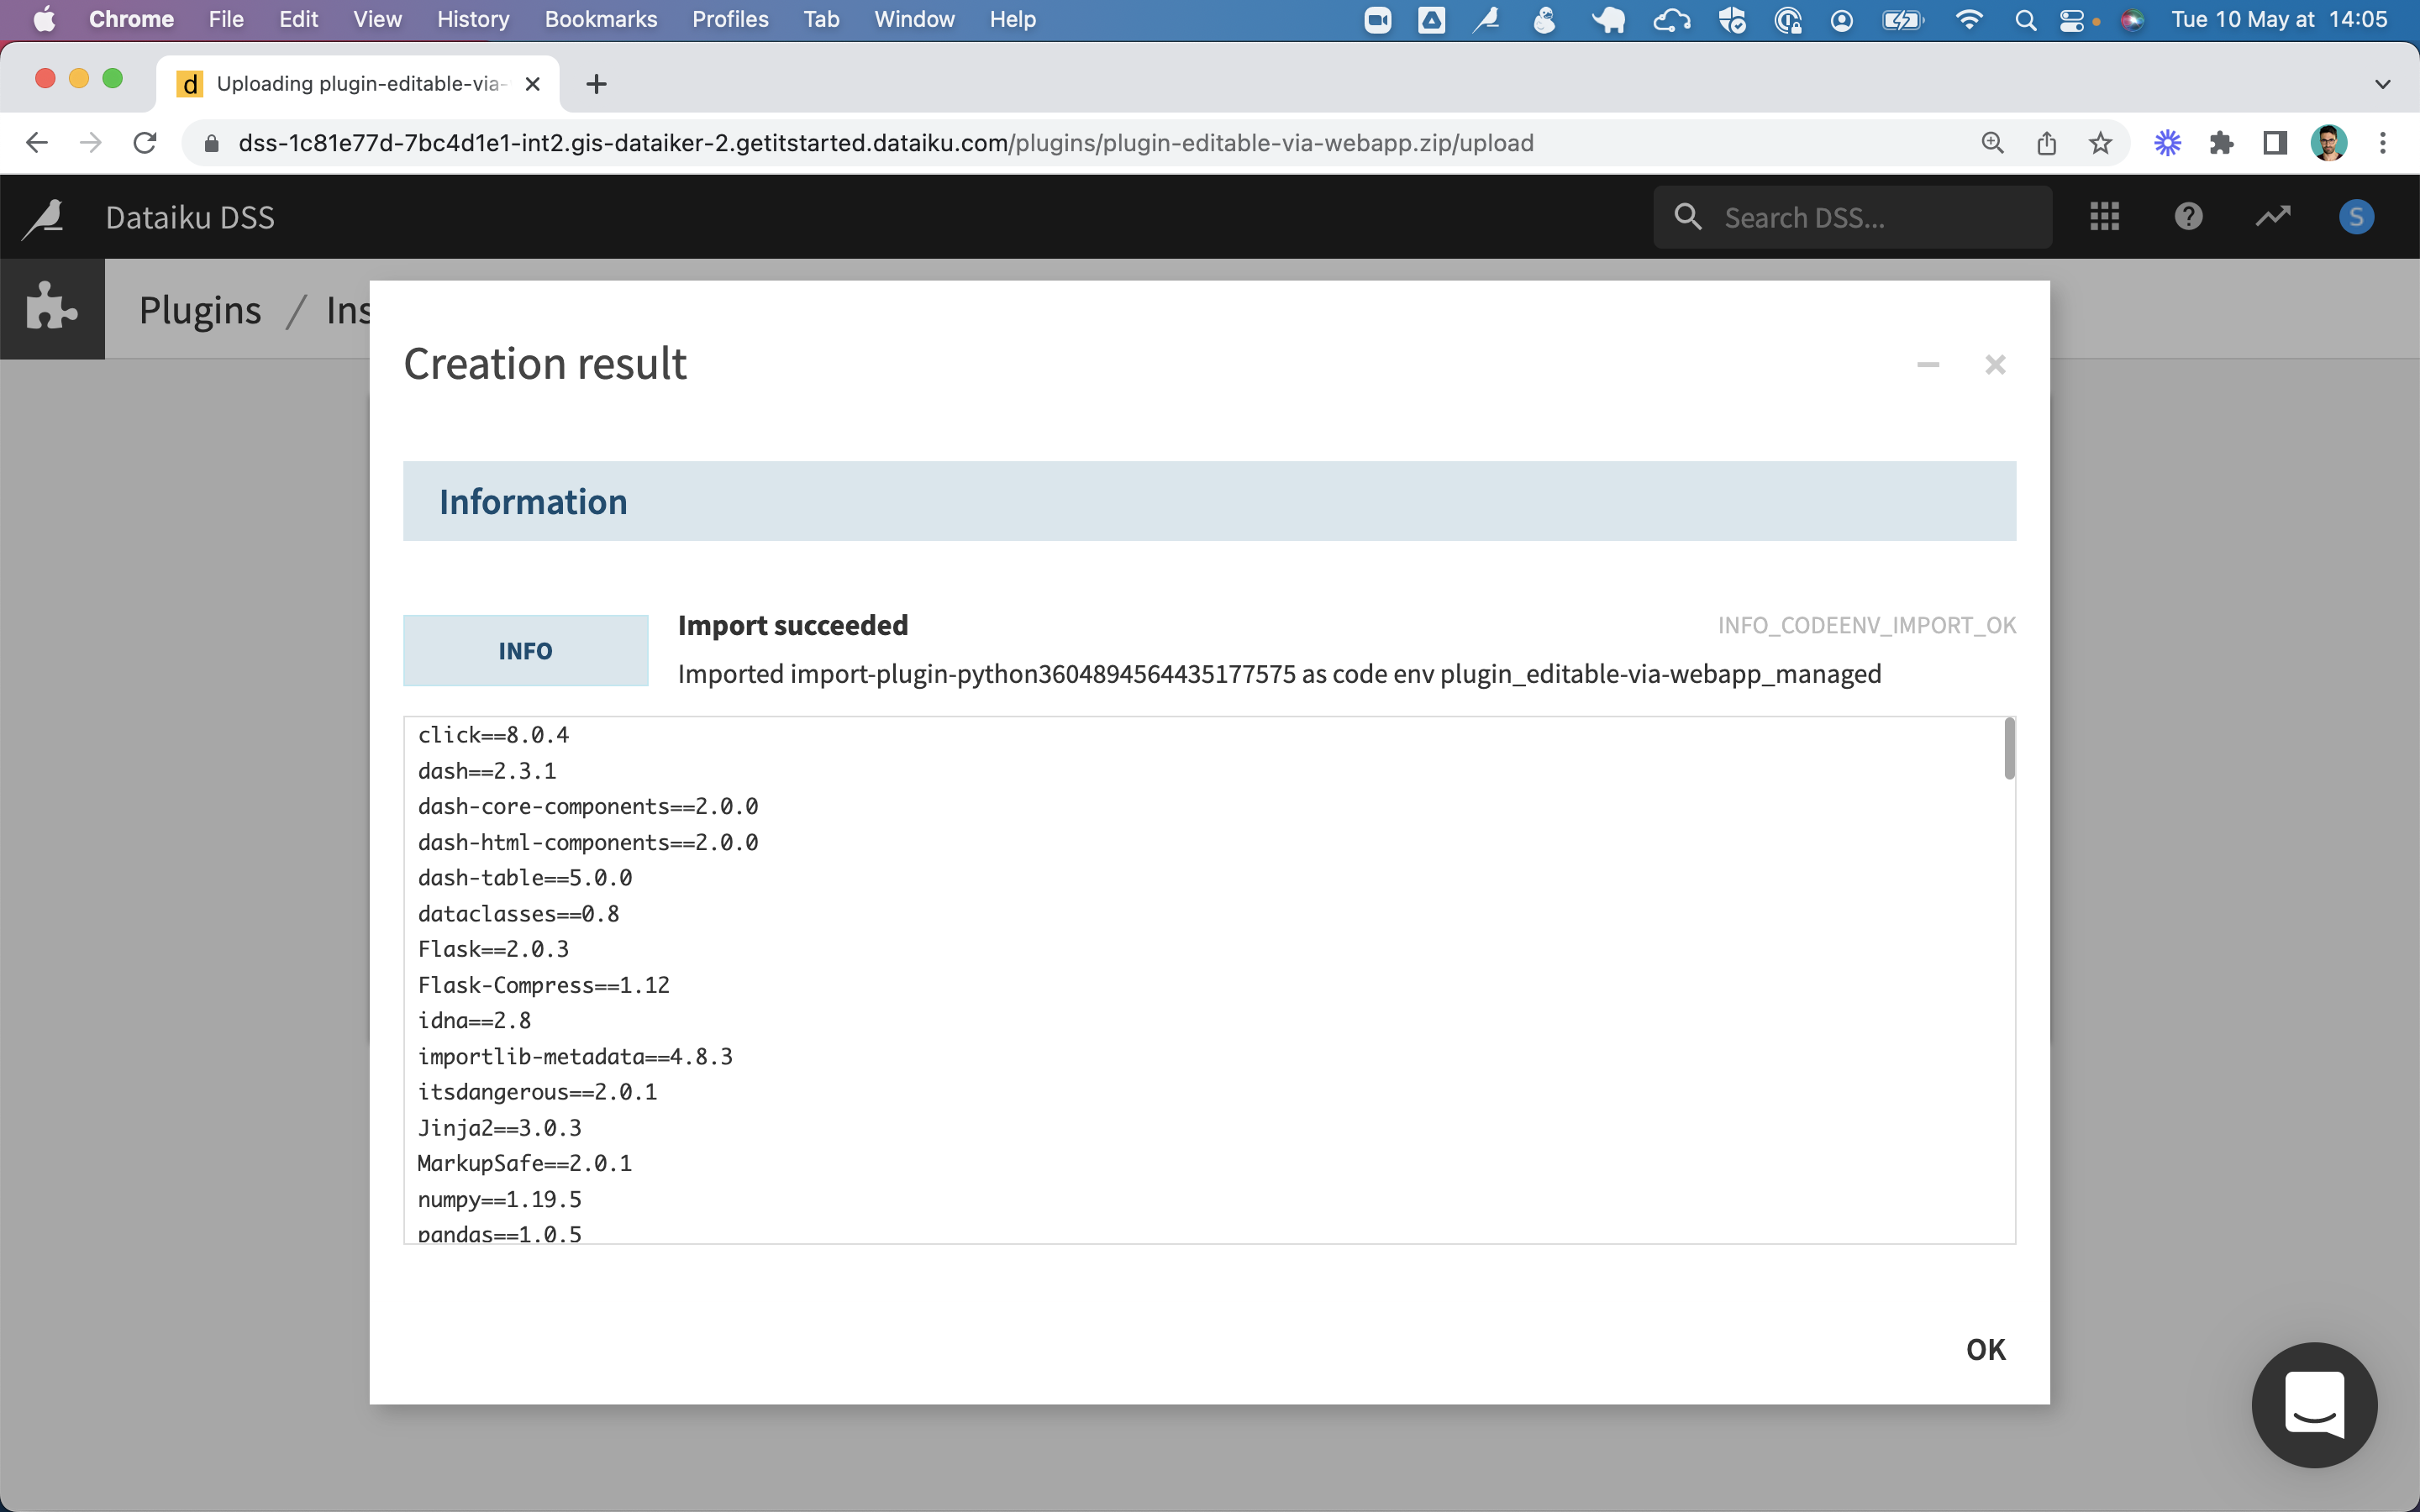 Chrome File Edit View History Bookmarks Profiles Tab Window Help Tue 10 May at 14:05
d Uploading plugin-editable-via-
dss-1c81e77d-7bc4d1e1-int2.gis-dataiker-2.getitstarted.dataiku.com/plugins/plugin-editable-via-webapp.zip/upload
Dataiku DSS Search DSS... ? S
Plugins / Ins
Creation result
Information
INFO
Import succeeded INFO_CODEENV_IMPORT_OK
Imported import-plugin-python3604894564435177575 as code env plugin_editable-via-webapp_managed
click==8.0.4
dash==2.3.1
dash-core-components==2.0.0
dash-html-components==2.0.0
dash-table==5.0.0
dataclasses==0.8
Flask==2.0.3
Flask-Compress==1.12
idna==2.8
importlib-metadata==4.8.3
itsdangerous==2.0.1
Jinja2==3.0.3
MarkupSafe==2.0.1
numpy==1.19.5
pandas==1.0.5
OK